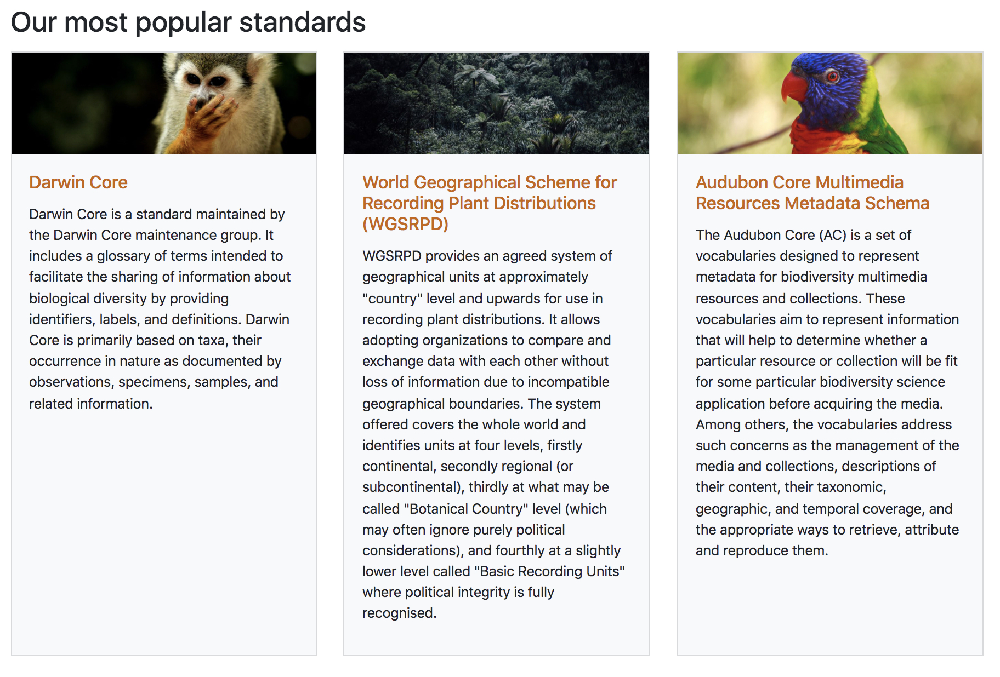 Our most popular standards
Darwin Core
Darwin Core is a standard maintained by
the Darwin Core maintenance group. It
includes a glossary of terms intended to
facilitate the sharing of information about
biological diversity by providing
identifiers, labels, and definitions. Darwin
Core is primarily based on taxa, their
occurrence in nature as documented by
observations, specimens, samples, and
related information.
World Geographical Scheme for
Recording Plant Distributions
(WGSRPD)
WGSRPD provides an agreed system of
geographical units at approximately
"country" level and upwards for use in
recording plant distributions. It allows
adopting organizations to compare and
exchange data with each other without
loss of information due to incompatible
geographical boundaries. The system
offered covers the whole world and
identifies units at four levels, firstly
continental, secondly regional (or
subcontinental), thirdly at what may be
called "Botanical Country" level (which
may often ignore purely political
considerations), and fourthly at a slightly
lower level called "Basic Recording Units"
where political integrity is fully
recognised.
Audubon Core Multimedia
Resources Metadata Schema
The Audubon Core (AC) is a set of
vocabularies designed to represent
metadata for biodiversity multimedia
resources and collections. These
vocabularies aim to represent information
that will help to determine whether a
particular resource or collection will be fit
for some particular biodiversity science
application before acquiring the media.
Among others, the vocabularies address
such concerns as the management of the
media and collections, descriptions of
their content, their taxonomic,
geographic, and temporal coverage, and
the appropriate ways to retrieve, attribute
and reproduce them.